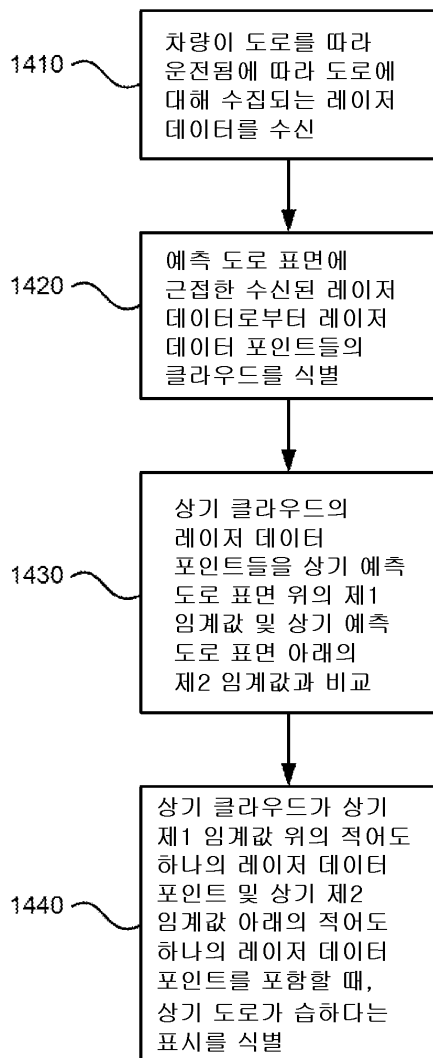 1410
차량이 도로를 따라
운전됨에 따라 도로에
대해 수집되는 레이저
데이터를 수신
1420
예측 도로 표면에
근접한 수신된 레이저
데이터로부터 레이저
데이터 포인트들의
클라우드를 식별
1430
상기 클라우드의
레이저 데이터
포인트들을 상기 예측
도로 표면 위의 제1
임계값 및 상기 예측
도로 표면 아래의
제2 임계값과 비교
1440
상기 클라우드가 상기
제1 임계값 위의 적어도
하나의 레이저 데이터
포인트 및 상기 제2
임계값 아래의 적어도
하나의 레이저 데이터
포인트를 포함할 때,
상기 도로가 습하다는
표시를 식별